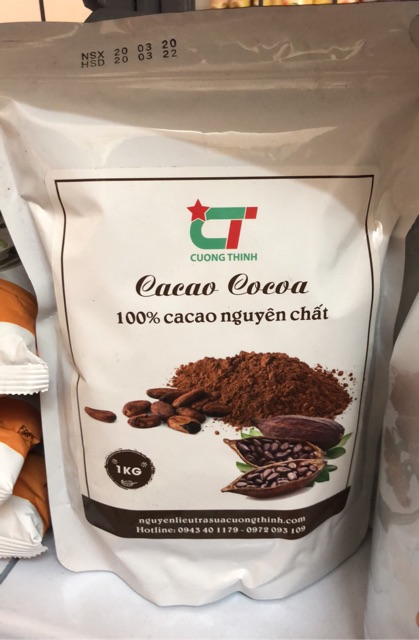 NSX 20 03 20
HSD 20 03 22
CT
CUONG THINH
Cacao Cocoa
100% cacao nguyên chất
1KG
nguyenlieutrasuacuongthinh.com
Hotline: 0943 40 1179 - 0972 093 109